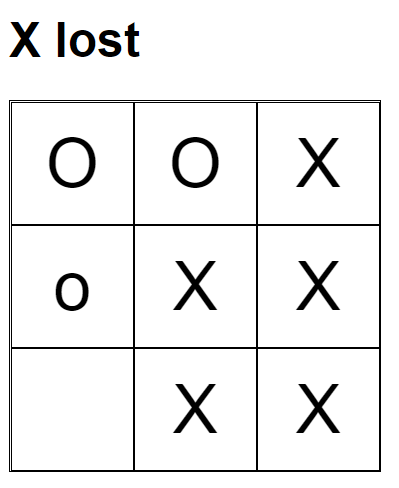 X lost
O O X
o X X
X X